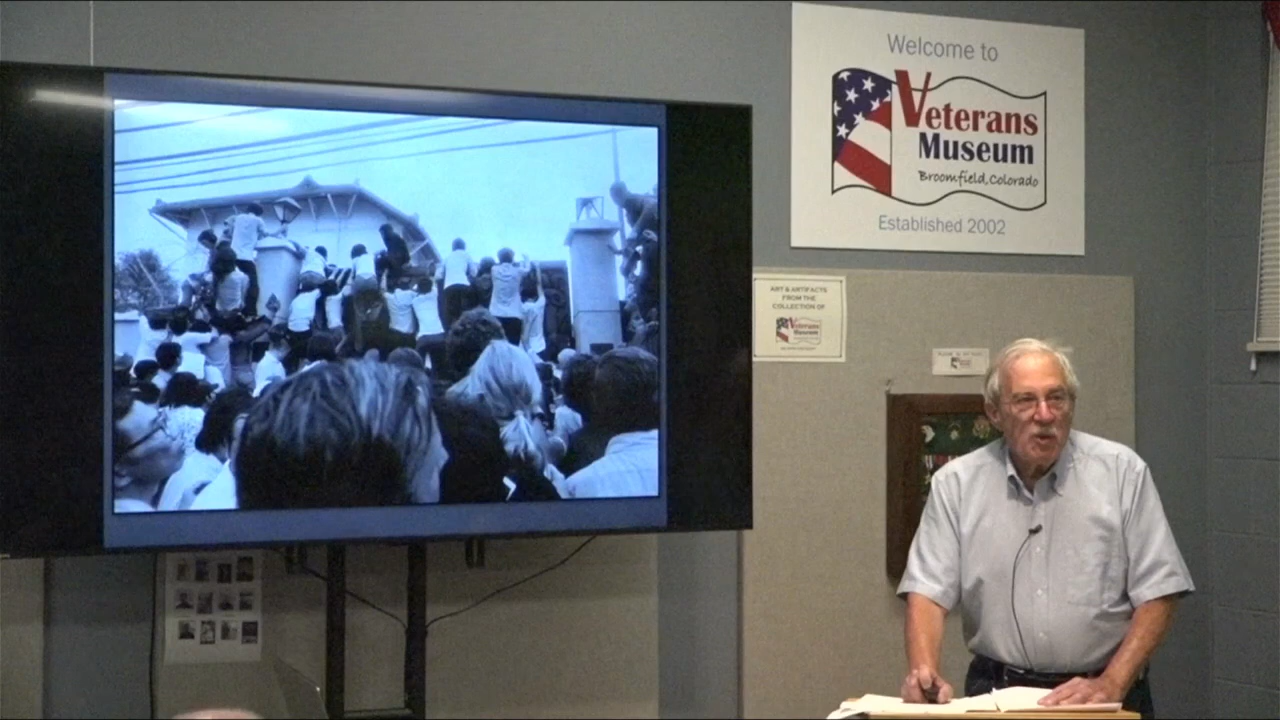 Welcome to
Veterans
Museum
Broomfield, Colorado
Established 2002
ART & ARTIFACTS
FROM THE
COLLECTION OF
Veterans
Museum